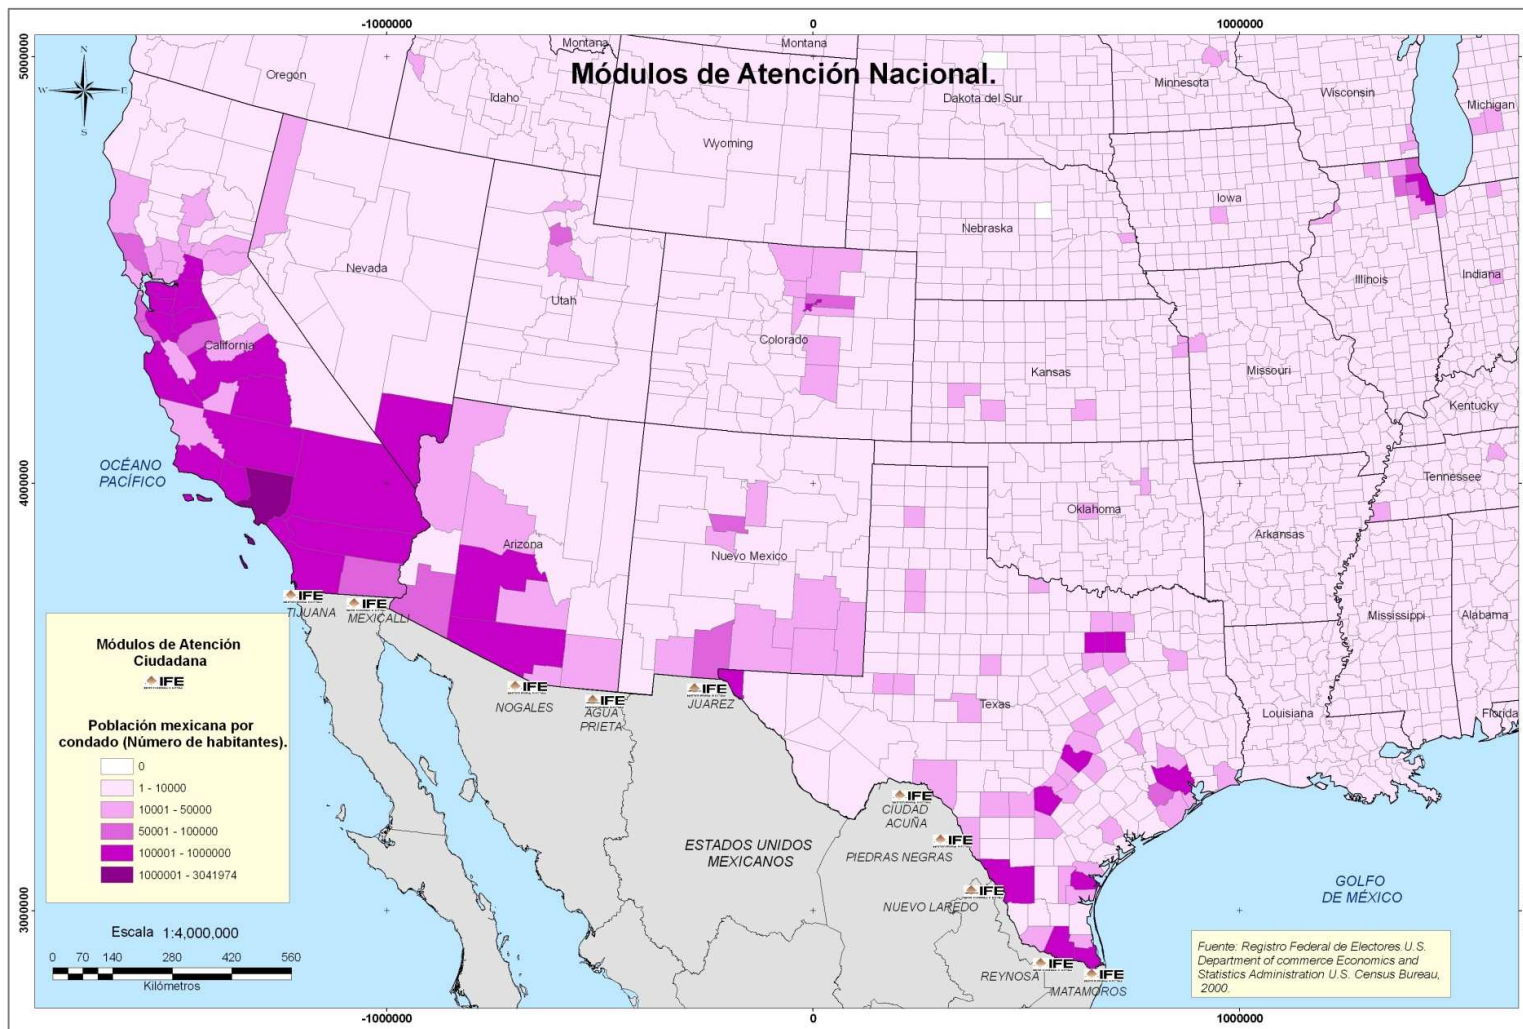 -1000000
0
1000000
5000000
5000000
N
W
E
S
Módulos de Atención Nacional.
Oregon
Idaho
Montana
Montana
Wyoming
Dakota del Sur
Minnesota
Wisconsin
Michigan
Nebraska
Iowa
Nevada
Utah
Illinois
Indiana
California
Colorado
Kansas
Missouri
Kentucky
OCÉANO
PACÍFICO
4000000
4000000
Arizona
Nuevo Mexico
Oklahoma
Arkansas
Tennessee
Mississippi
Alabama
Texas
Louisiana
Florida
IFE
TIJUANA
IFE
MEXICALLI
IFE
NOGALES
IFE
AGUA
PRIETA
IFE
JUAREZ
IFE
CIUDAD
ACUÑA
IFE
PIEDRAS NEGRAS
IFE
NUEVO LAREDO
IFE
REYNOSA
IFE
MATAMOROS
ESTADOS UNIDOS
MEXICANOS
GOLFO
DE MÉXICO
Módulos de Atención
Ciudadana
IFE
Población mexicana por
condado (Número de habitantes).
0
1 - 10000
10001 - 50000
50001 - 100000
100001 - 1000000
1000001 - 3041974
3000000
3000000
Escala 1:4,000,000
0 70 140 280 420 560
Kilómetros
Fuente: Registro Federal de Electores.U.S.
Department of commerce Economics and
Statistics Administration U.S. Census Bureau,
2000.
-1000000
0
1000000